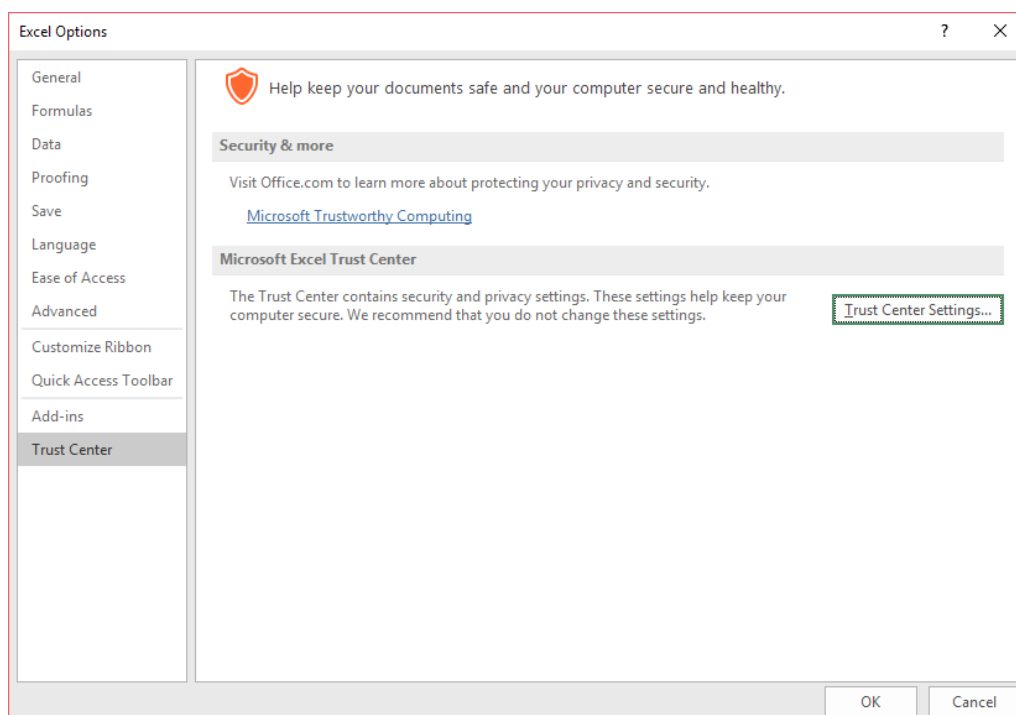 Excel Options
?
General
Formulas
Data
Proofing
Save
Language
Ease of Access
Advanced
Customize Ribbon
Quick Access Toolbar
Add-ins
Trust Center
Help keep your documents safe and your computer secure and healthy.
Security & more
Visit Office.com to learn more about protecting your privacy and security.
Microsoft Trustworthy Computing
Microsoft Excel Trust Center
The Trust Center contains security and privacy settings. These settings help keep your
computer secure. We recommend that you do not change these settings.
Trust Center Settings...
OK
Cancel